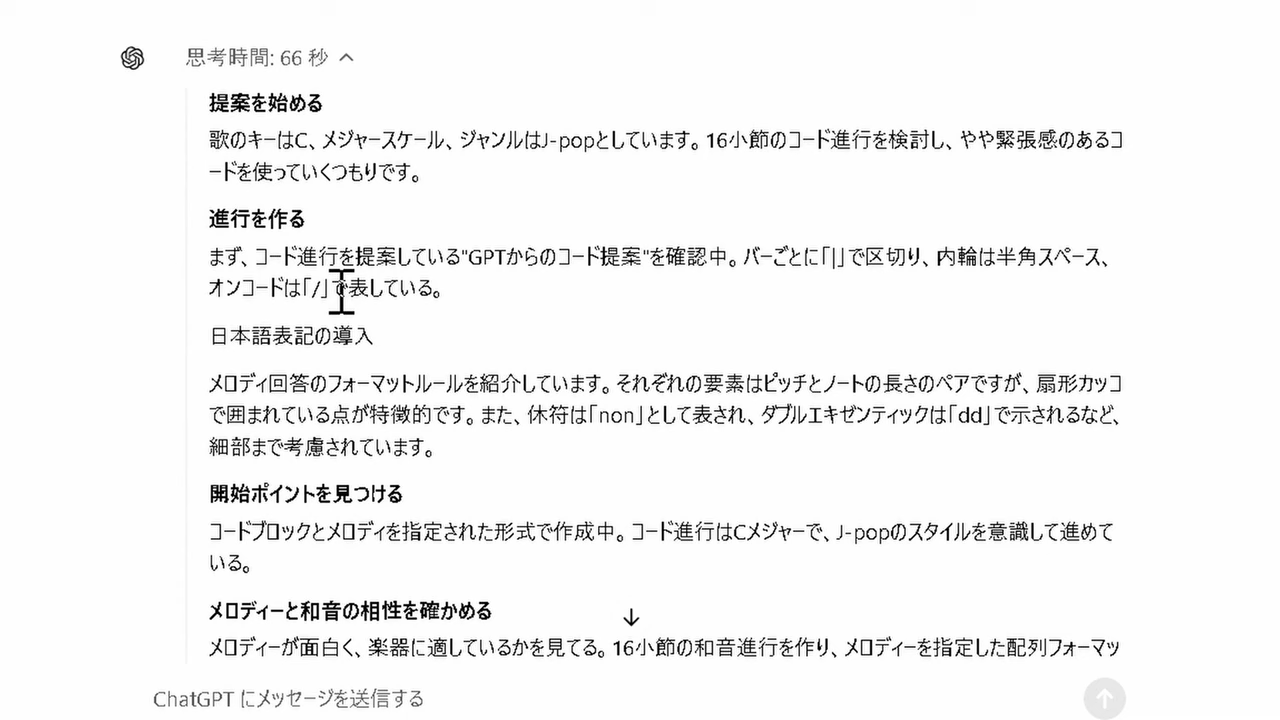 思考時間: 66 秒
提案を始める
歌のキーはC、メジャースケール、ジャンルはJ-popとしています。16小節のコード進行を検討し、やや緊張感のあるコ
ードを使っていくつもりです。
進行を作る
まず、コード進行を提案している"GPTからのコード提案"を確認中。バーごとに「|」で区切り、内輪は半角スペース、
オンコードは「/」で表している。
日本語表記の導入
メロディ回答のフォーマットルールを紹介しています。それぞれの要素はピッチとノートの長さのペアですが、扇形カッコ
で囲まれている点が特徴的です。また、休符は「non」として表され、ダブルエキゼンティックは「dd」で示されるなど、
細部まで考慮されています。
開始ポイントを見つける
コードブロックとメロディを指定された形式で作成中。コード進行はCメジャーで、J-popのスタイルを意識して進めて
いる。
メロディーと和音の相性を確かめる
メロディーが面白く、楽器に適しているかを見てる。16小節の和音進行を作り、メロディーを指定した配列フォーマッ
ChatGPT にメッセージを送信する